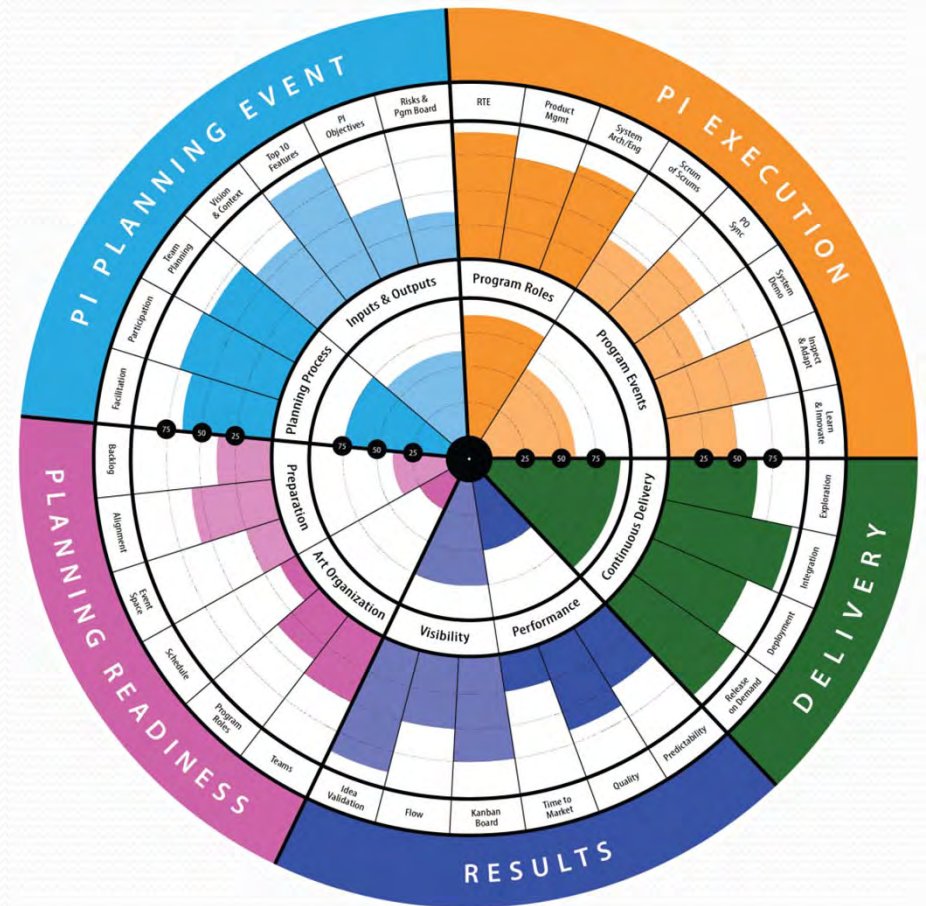 PI PLANNING EVENT
Risks &
Pgm Board
PI
Objectives
Top 10
Features
Vision
& Context
Team
Planning
Participation
Facilitation
Inputs & Outputs
Planning Process
PI EXECUTION
RTE
Product
Mgmt
System
Arch/Eng
Scrum
of Scrums
PO
Sync
System
Demo
Inspect
& Adapt
Learn
& Innovate
Program Roles
Program Events
75
50
25
75
50
25
25
50
75
25
50
75
DELIVERY
Exploration
Integration
Deployment
Release
on Demand
Continuous Delivery
RESULTS
Predictability
Quality
Time to
Market
Kanban
Board
Flow
Idea
Validation
Performance
Visibility
PLANNING READINESS
Backlog
Alignment
Event
Space
Schedule
Program
Roles
Teams
Preparation
Art Organization